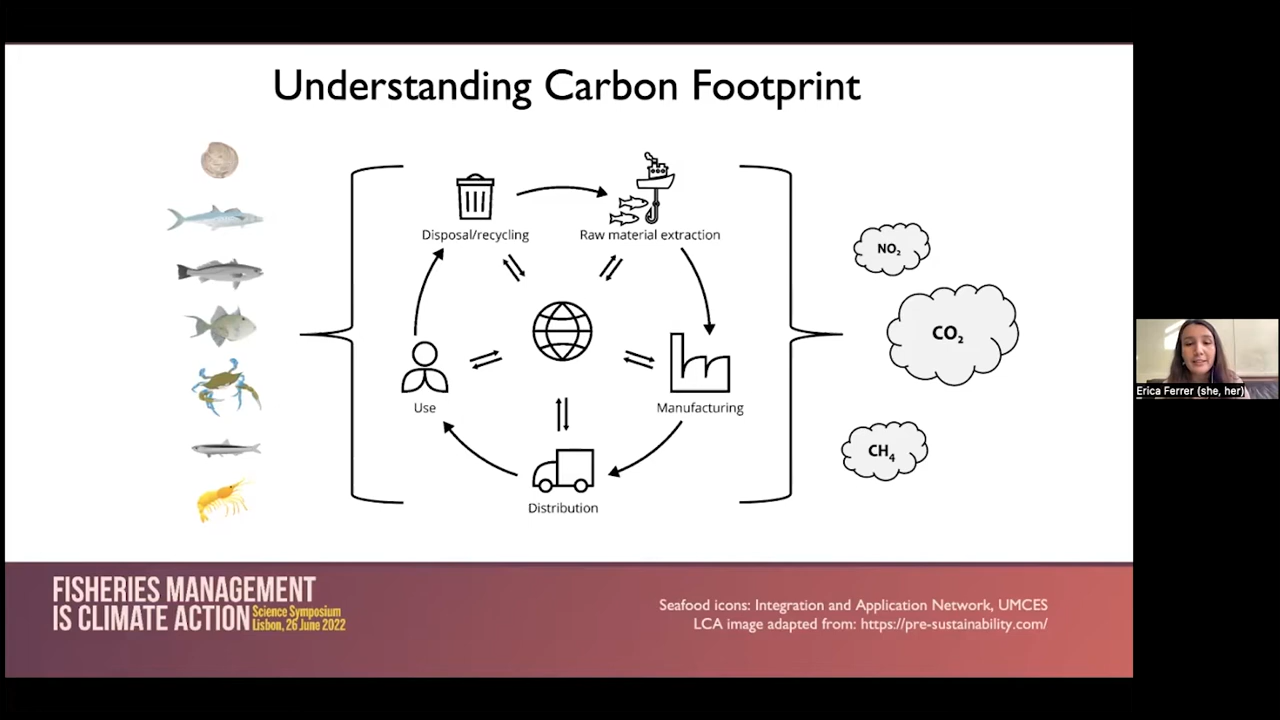 Understanding Carbon Footprint
Disposal/recycling
Raw material extraction
NO₂
CO₂
Use
Manufacturing
CH₄
Distribution
FISHERIES MANAGEMENT
IS CLIMATE ACTION
Science Symposium
Lisbon, 26 June 2022
Seafood icons: Integration and Application Network, UMCES
LCA image adapted from: https://pre-sustainability.com/
Erica Ferrer (she, her)